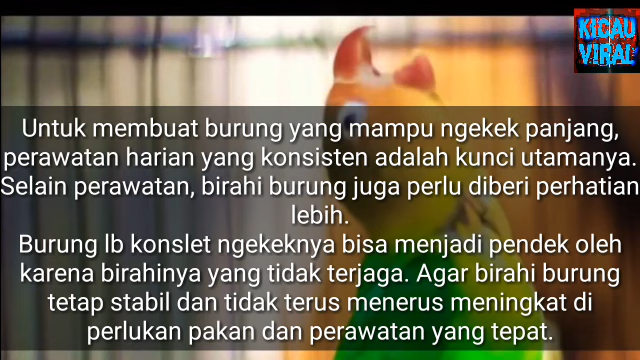 KICAU
VIRAL
Untuk membuat burung yang mampu ngekek panjang,
perawatan harian yang konsisten adalah kunci utamanya.
Selain perawatan, birahi burung juga perlu diberi perhatian
lebih.
Burung lb konslet ngekeknya bisa menjadi pendek oleh
karena birahinya yang tidak terjaga. Agar birahi burung
tetap stabil dan tidak terus menerus meningkat di
perlukan pakan dan perawatan yang tepat.